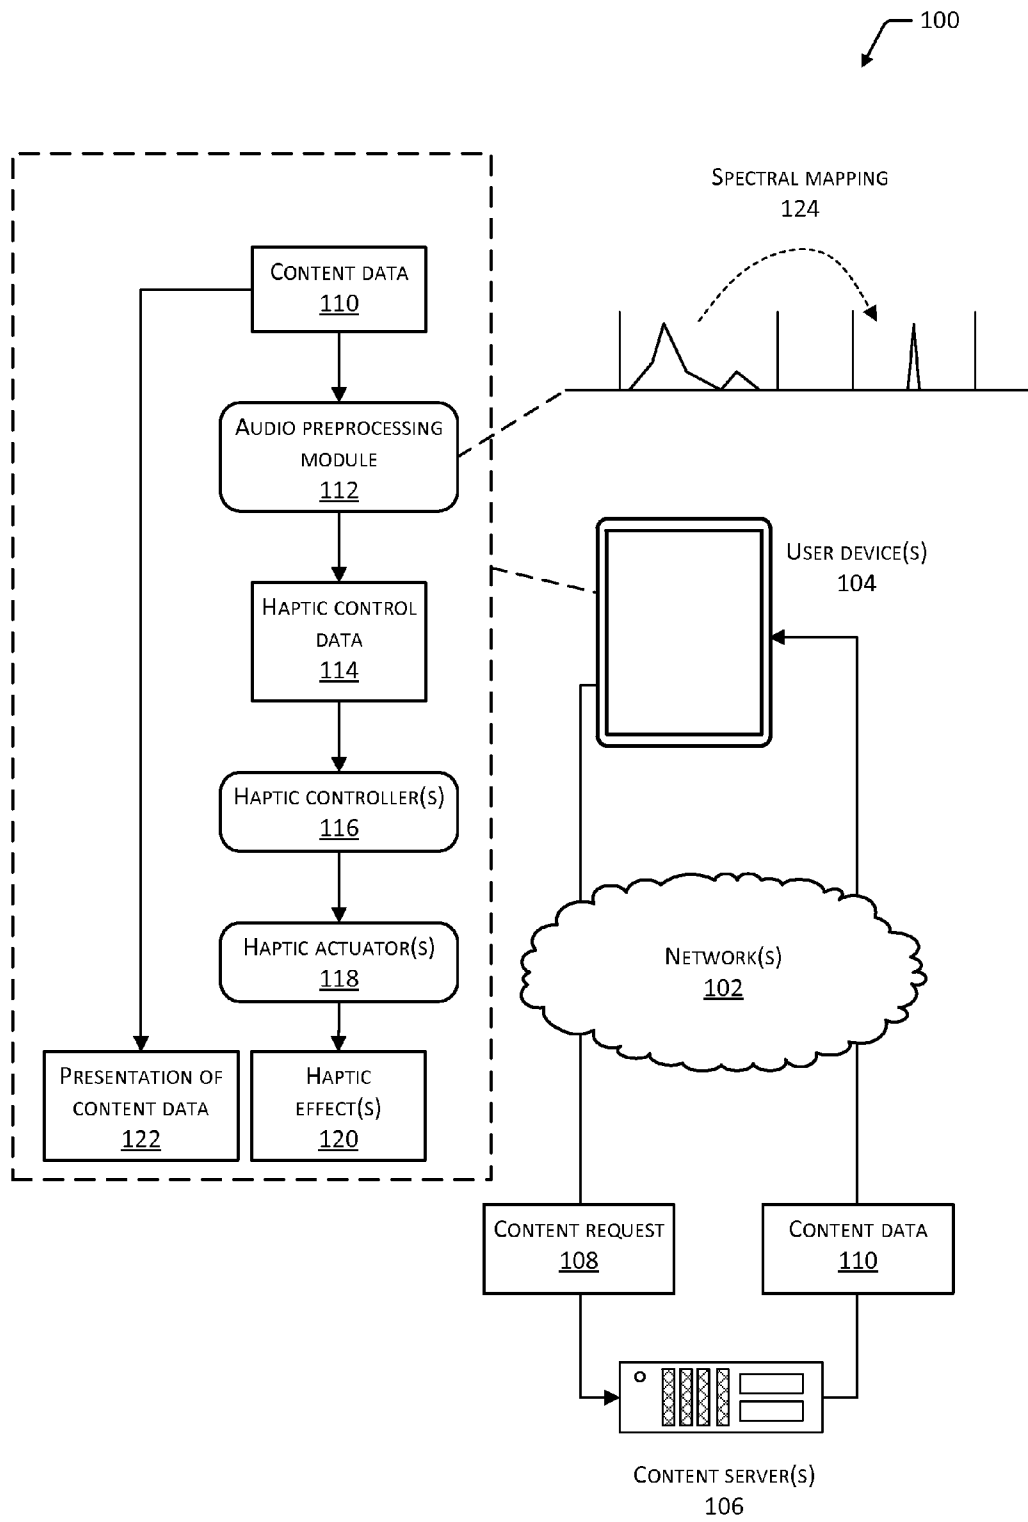 100
SPECTRAL MAPPING
124
CONTENT DATA
110
AUDIO PREPROCESSING
MODULE
112
HAPTIC CONTROL
DATA
114
HAPTIC CONTROLLER(S)
116
HAPTIC ACTUATOR(S)
118
PRESENTATION OF
CONTENT DATA
122
HAPTIC
EFFECT(S)
120
USER DEVICE(S)
104
NETWORK(S)
102
CONTENT REQUEST
108
CONTENT DATA
110
CONTENT SERVER(S)
106